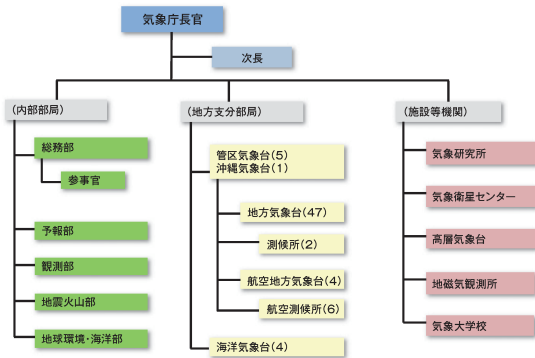 気象庁長官
次長
(内部部局)
総務部
参事官
予報部
観測部
地震火山部
地球環境・海洋部
(地方支分部局)
管区気象台(5)
沖縄気象台(1)
地方気象台(47)
測候所(2)
航空地方気象台(4)
航空測候所(6)
海洋気象台(4)
(施設等機関)
気象研究所
気象衛星センター
高層気象台
地磁気観測所
気象大学校